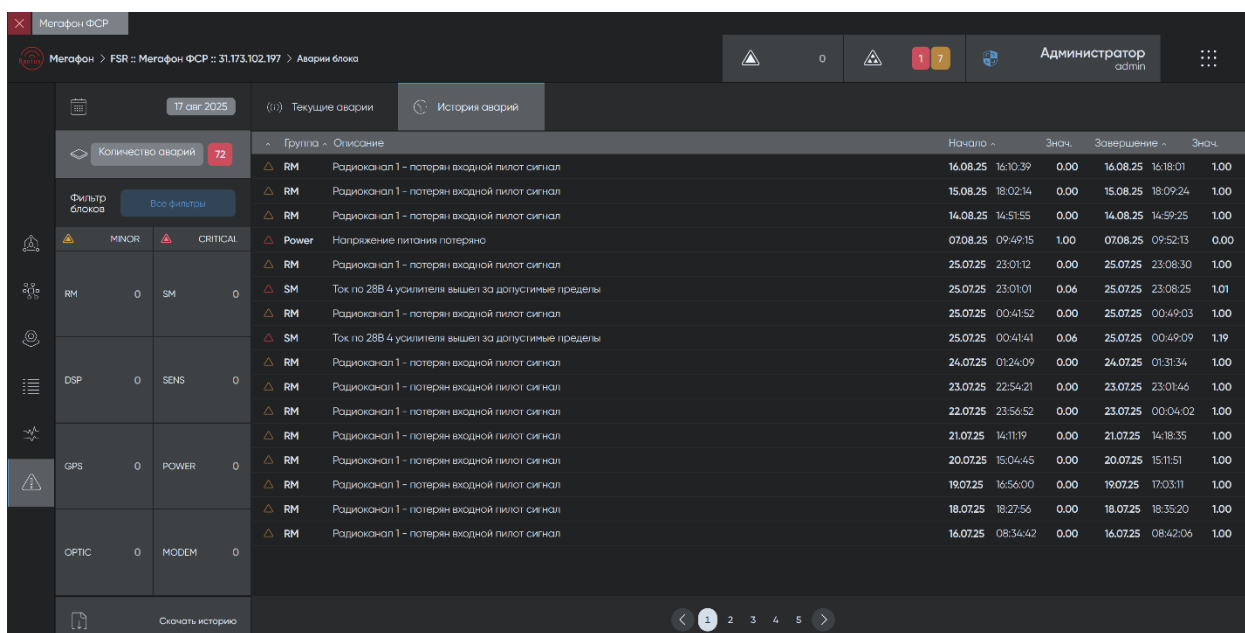 Мегафон ФСР
Мегафон > FSR :: Мегафон ФСР :: 31.173.102.197 > Аварии блока
0
1 7
Администратор
admin
17 авг 2025
Текущие аварии
История аварий
Количество аварий 72
Группа Описание Начало Знач. Завершение Знач.
RM Радиоканал 1 - потерян входной пилот сигнал 16.08.25 16:10:39 0.00 16.08.25 16:18:01 1.00
RM Радиоканал 1 - потерян входной пилот сигнал 15.08.25 18:02:14 0.00 15.08.25 18:09:24 1.00
RM Радиоканал 1 - потерян входной пилот сигнал 14.08.25 14:51:55 0.00 14.08.25 14:59:25 1.00
Power Напряжение питания потеряно 07.08.25 09:49:15 1.00 07.08.25 09:52:13 0.00
RM Радиоканал 1 - потерян входной пилот сигнал 25.07.25 23:01:12 0.00 25.07.25 23:08:30 1.00
SM Ток по 28В 4 усилителя вышел за допустимые пределы 25.07.25 23:01:01 0.06 25.07.25 23:08:25 1.01
RM Радиоканал 1 - потерян входной пилот сигнал 25.07.25 00:41:52 0.00 25.07.25 00:49:03 1.00
SM Ток по 28В 4 усилителя вышел за допустимые пределы 25.07.25 00:41:41 0.06 25.07.25 00:49:09 1.19
RM Радиоканал 1 - потерян входной пилот сигнал 24.07.25 01:24:09 0.00 24.07.25 01:31:34 1.00
RM Радиоканал 1 - потерян входной пилот сигнал 23.07.25 22:54:21 0.00 23.07.25 23:01:46 1.00
RM Радиоканал 1 - потерян входной пилот сигнал 22.07.25 23:56:52 0.00 23.07.25 00:04:02 1.00
RM Радиоканал 1 - потерян входной пилот сигнал 21.07.25 14:11:19 0.00 21.07.25 14:18:35 1.00
RM Радиоканал 1 - потерян входной пилот сигнал 20.07.25 15:04:45 0.00 20.07.25 15:11:51 1.00
RM Радиоканал 1 - потерян входной пилот сигнал 19.07.25 16:56:00 0.00 19.07.25 17:03:11 1.00
RM Радиоканал 1 - потерян входной пилот сигнал 18.07.25 18:27:56 0.00 18.07.25 18:35:20 1.00
RM Радиоканал 1 - потерян входной пилот сигнал 16.07.25 08:34:42 0.00 16.07.25 08:42:06 1.00
Фильтр
блоков
Все фильтры
MINOR CRITICAL
RM 0 SM 0
DSP 0 SENS 0
GPS 0 POWER 0
OPTIC 0 MODEM 0
Скачать историю
1 2 3 4 5